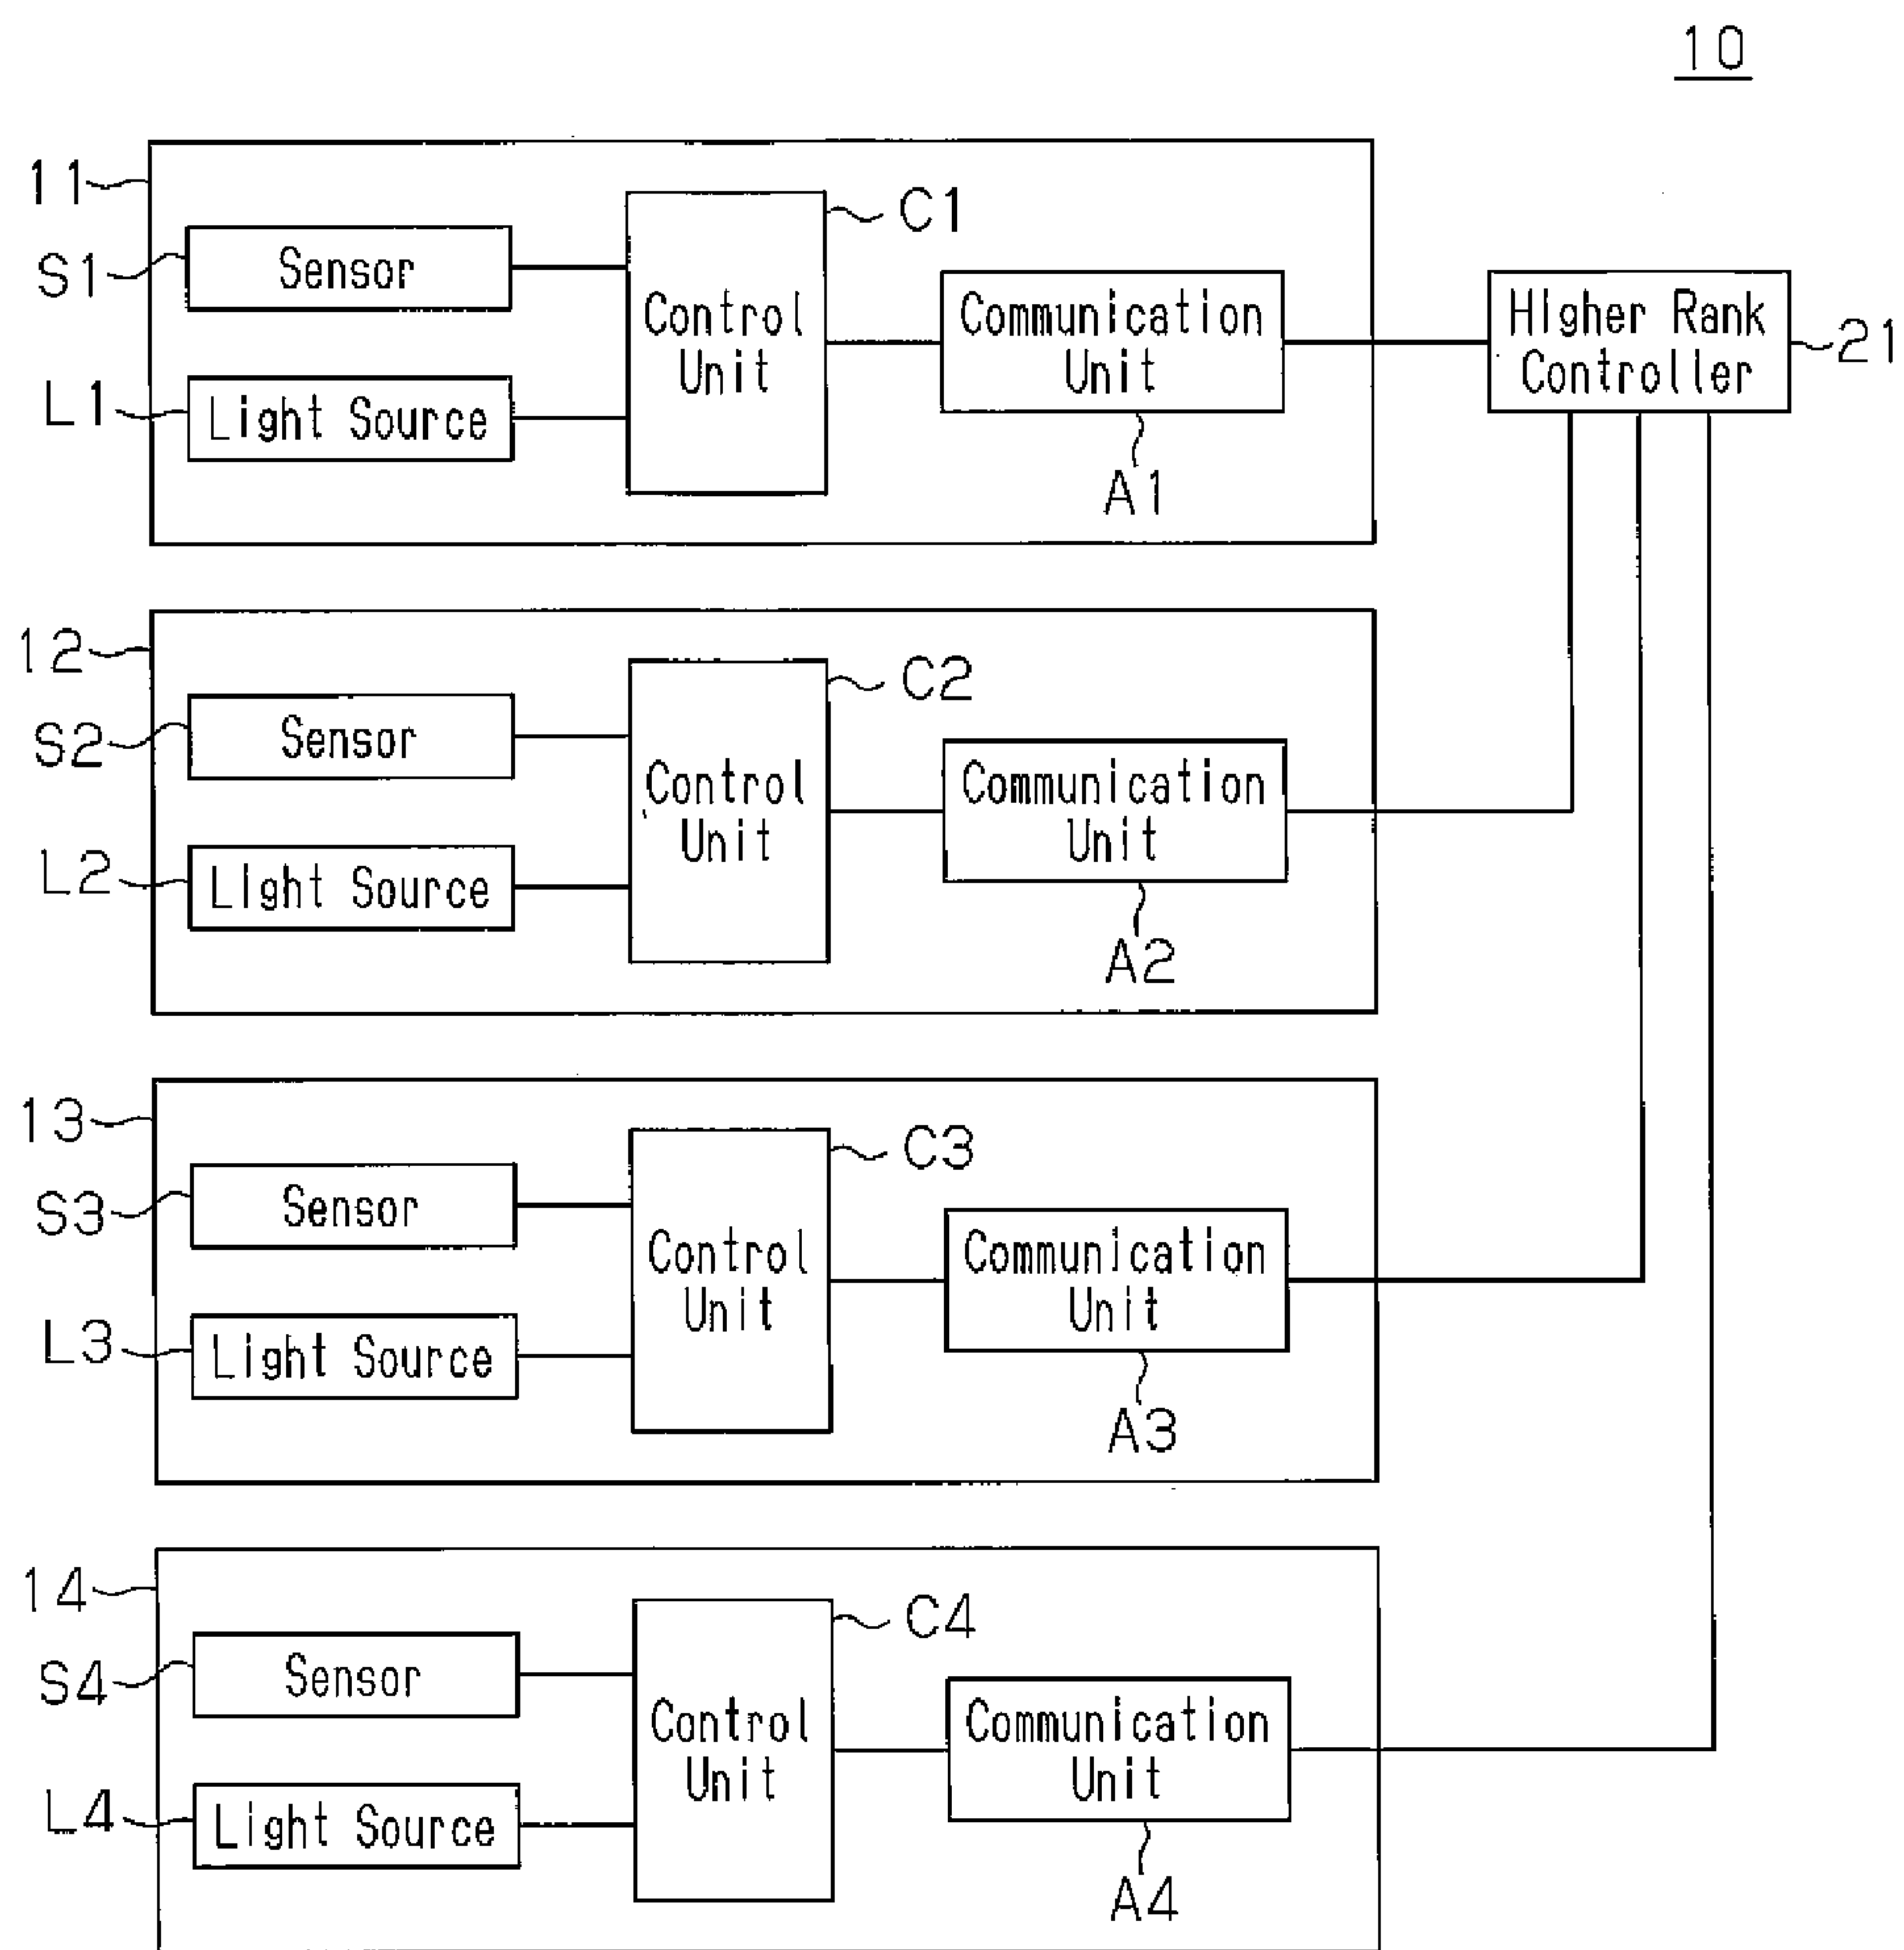 10
11
S1
Sensor
L1
Light Source
Control
Unit
C1
Communication
Unit
A1
Higher Rank
Controller
21
12
S2
Sensor
L2
Light Source
Control
Unit
C2
Communication
Unit
A2
13
S3
Sensor
L3
Light Source
Control
Unit
C3
Communication
Unit
A3
14
S4
Sensor
L4
Light Source
Control
Unit
C4
Communication
Unit
A4